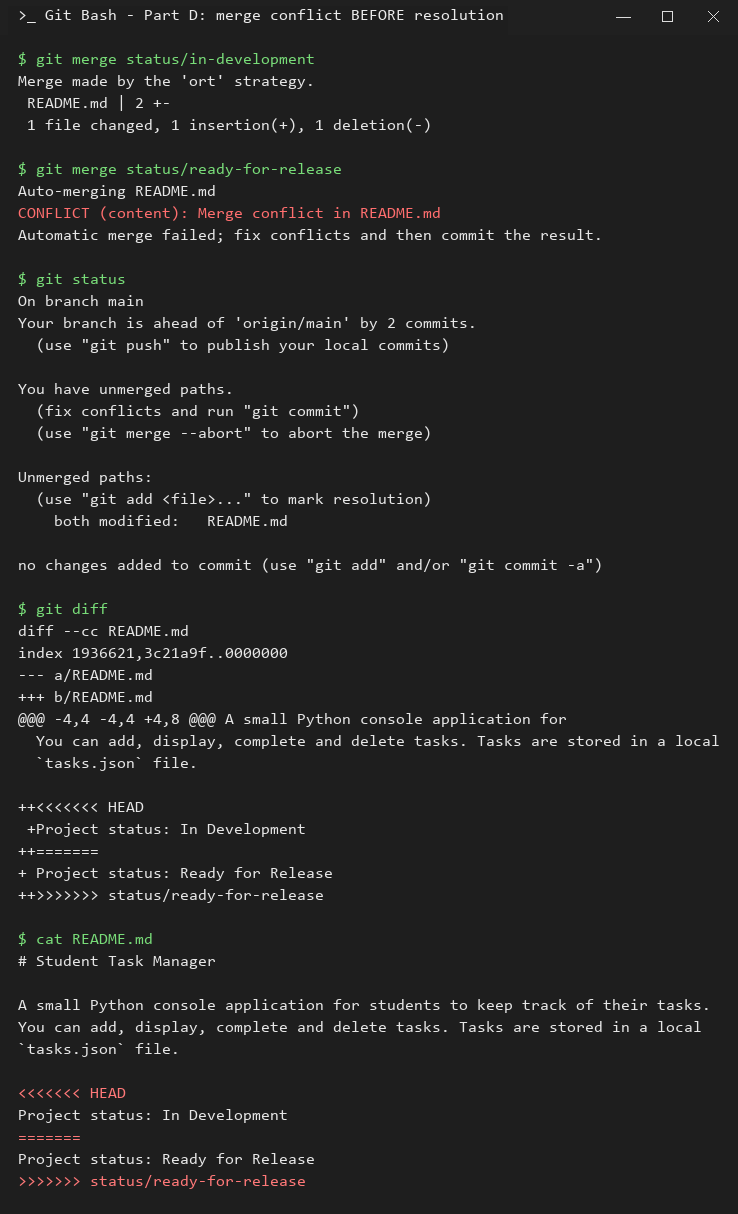 >_ Git Bash - Part D: merge conflict BEFORE resolution
$ git merge status/in-development
Merge made by the 'ort' strategy.
 README.md | 2 +-
 1 file changed, 1 insertion(+), 1 deletion(-)

$ git merge status/ready-for-release
Auto-merging README.md
CONFLICT (content): Merge conflict in README.md
Automatic merge failed; fix conflicts and then commit the result.

$ git status
On branch main
Your branch is ahead of 'origin/main' by 2 commits.
  (use "git push" to publish your local commits)

You have unmerged paths.
  (fix conflicts and run "git commit")
  (use "git merge --abort" to abort the merge)

Unmerged paths:
  (use "git add <file>..." to mark resolution)
    both modified:   README.md

no changes added to commit (use "git add" and/or "git commit -a")

$ git diff
diff --cc README.md
index 1936621,3c21a9f..0000000
--- a/README.md
+++ b/README.md
@@@ -4,4 -4,4 +4,8 @@@ A small Python console application for
  You can add, display, complete and delete tasks. Tasks are stored in a local
  `tasks.json` file.

++<<<<<<< HEAD
 +Project status: In Development
++=======
+ Project status: Ready for Release
++>>>>>>> status/ready-for-release

$ cat README.md
# Student Task Manager

A small Python console application for students to keep track of their tasks.
You can add, display, complete and delete tasks. Tasks are stored in a local
`tasks.json` file.

<<<<<<< HEAD
Project status: In Development
=======
Project status: Ready for Release
>>>>>>> status/ready-for-release